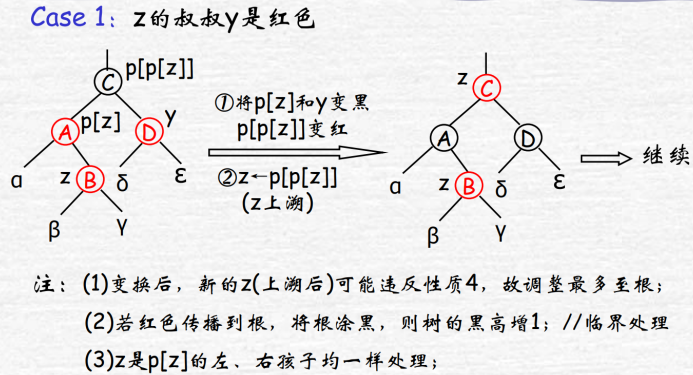 Case 1：z的叔叔y是红色
C p[p[z]]
A p[z] D y
α z B δ ε
β γ
①将p[z]和y变黑
p[p[z]]变红
②z←p[p[z]]
(z上溯)
z C
A D
α z B δ ε
β γ
继续
注：(1)变换后，新的z(上溯后)可能违反性质4，故调整最多至根；
(2)若红色传播到根，将根涂黑，则树的黑高增1；//临界处理
(3)z是p[z]的左、右孩子均一样处理；